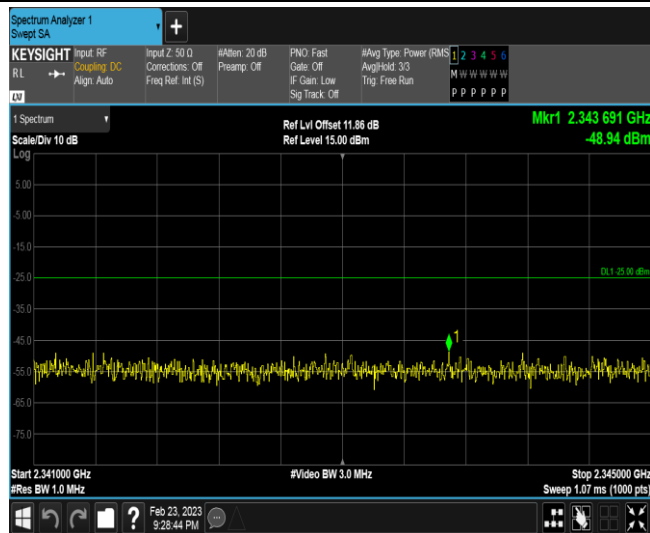 Spectrum Analyzer 1
Swept SA
+
KEYSIGHT
RL
Input: RF
Coupling: DC
Align: Auto
Input Z: 50 Ω
Corrections: Off
Freq Ref: Int (S)
#Atten: 20 dB
Preamp: Off
PNO: Fast
Gate: Off
IF Gain: Low
Sig Track: Off
#Avg Type: Power (RMS
Avg|Hold: 3/3
Trig: Free Run
1 2 3 4 5 6
M W W W W W
P P P P P P
LXI
1 Spectrum
Scale/Div 10 dB
Ref Lvl Offset 11.86 dB
Ref Level 15.00 dBm
Mkr1 2.343 691 GHz
-48.94 dBm
Log
5.00
-5.00
-15.0
-25.0
DL1 -25.00 dBm
-35.0
-45.0
1
-55.0
-65.0
-75.0
Start 2.341000 GHz
#Res BW 1.0 MHz
#Video BW 3.0 MHz
Stop 2.345000 GHz
Sweep 1.07 ms (1000 pts)
?
Feb 23, 2023
9:28:44 PM